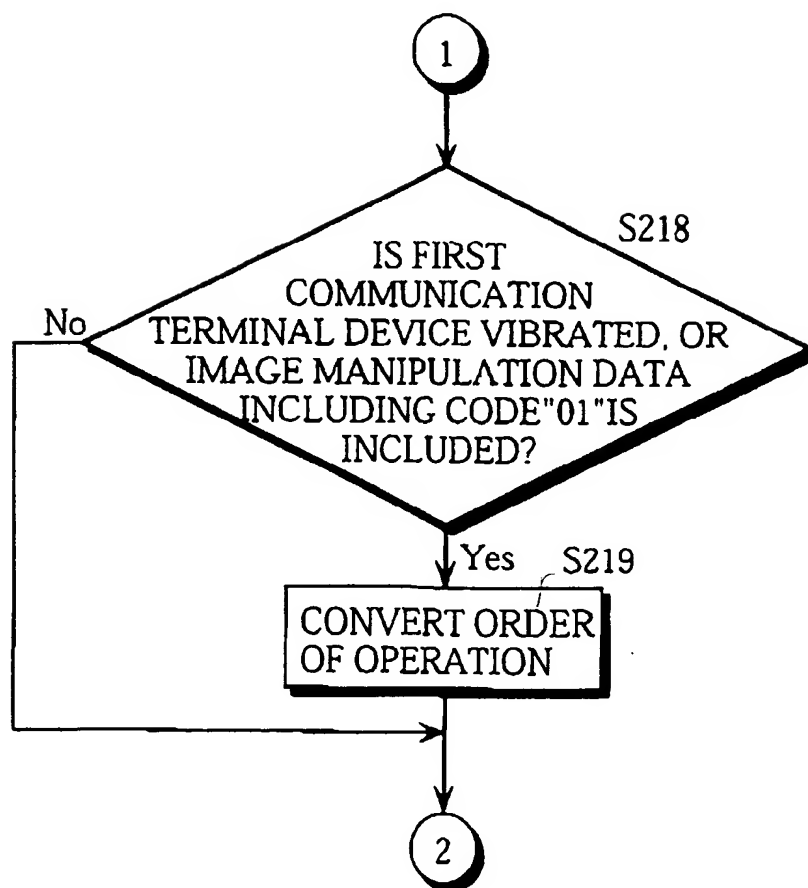 1
S218
IS FIRST
COMMUNICATION
No
TERMINAL DEVICE VIBRATED, OR
IMAGE MANIPULATION DATA
INCLUDING CODE"01"IS
INCLUDED?
Yes
S219
CONVERT ORDER
OF OPERATION
2